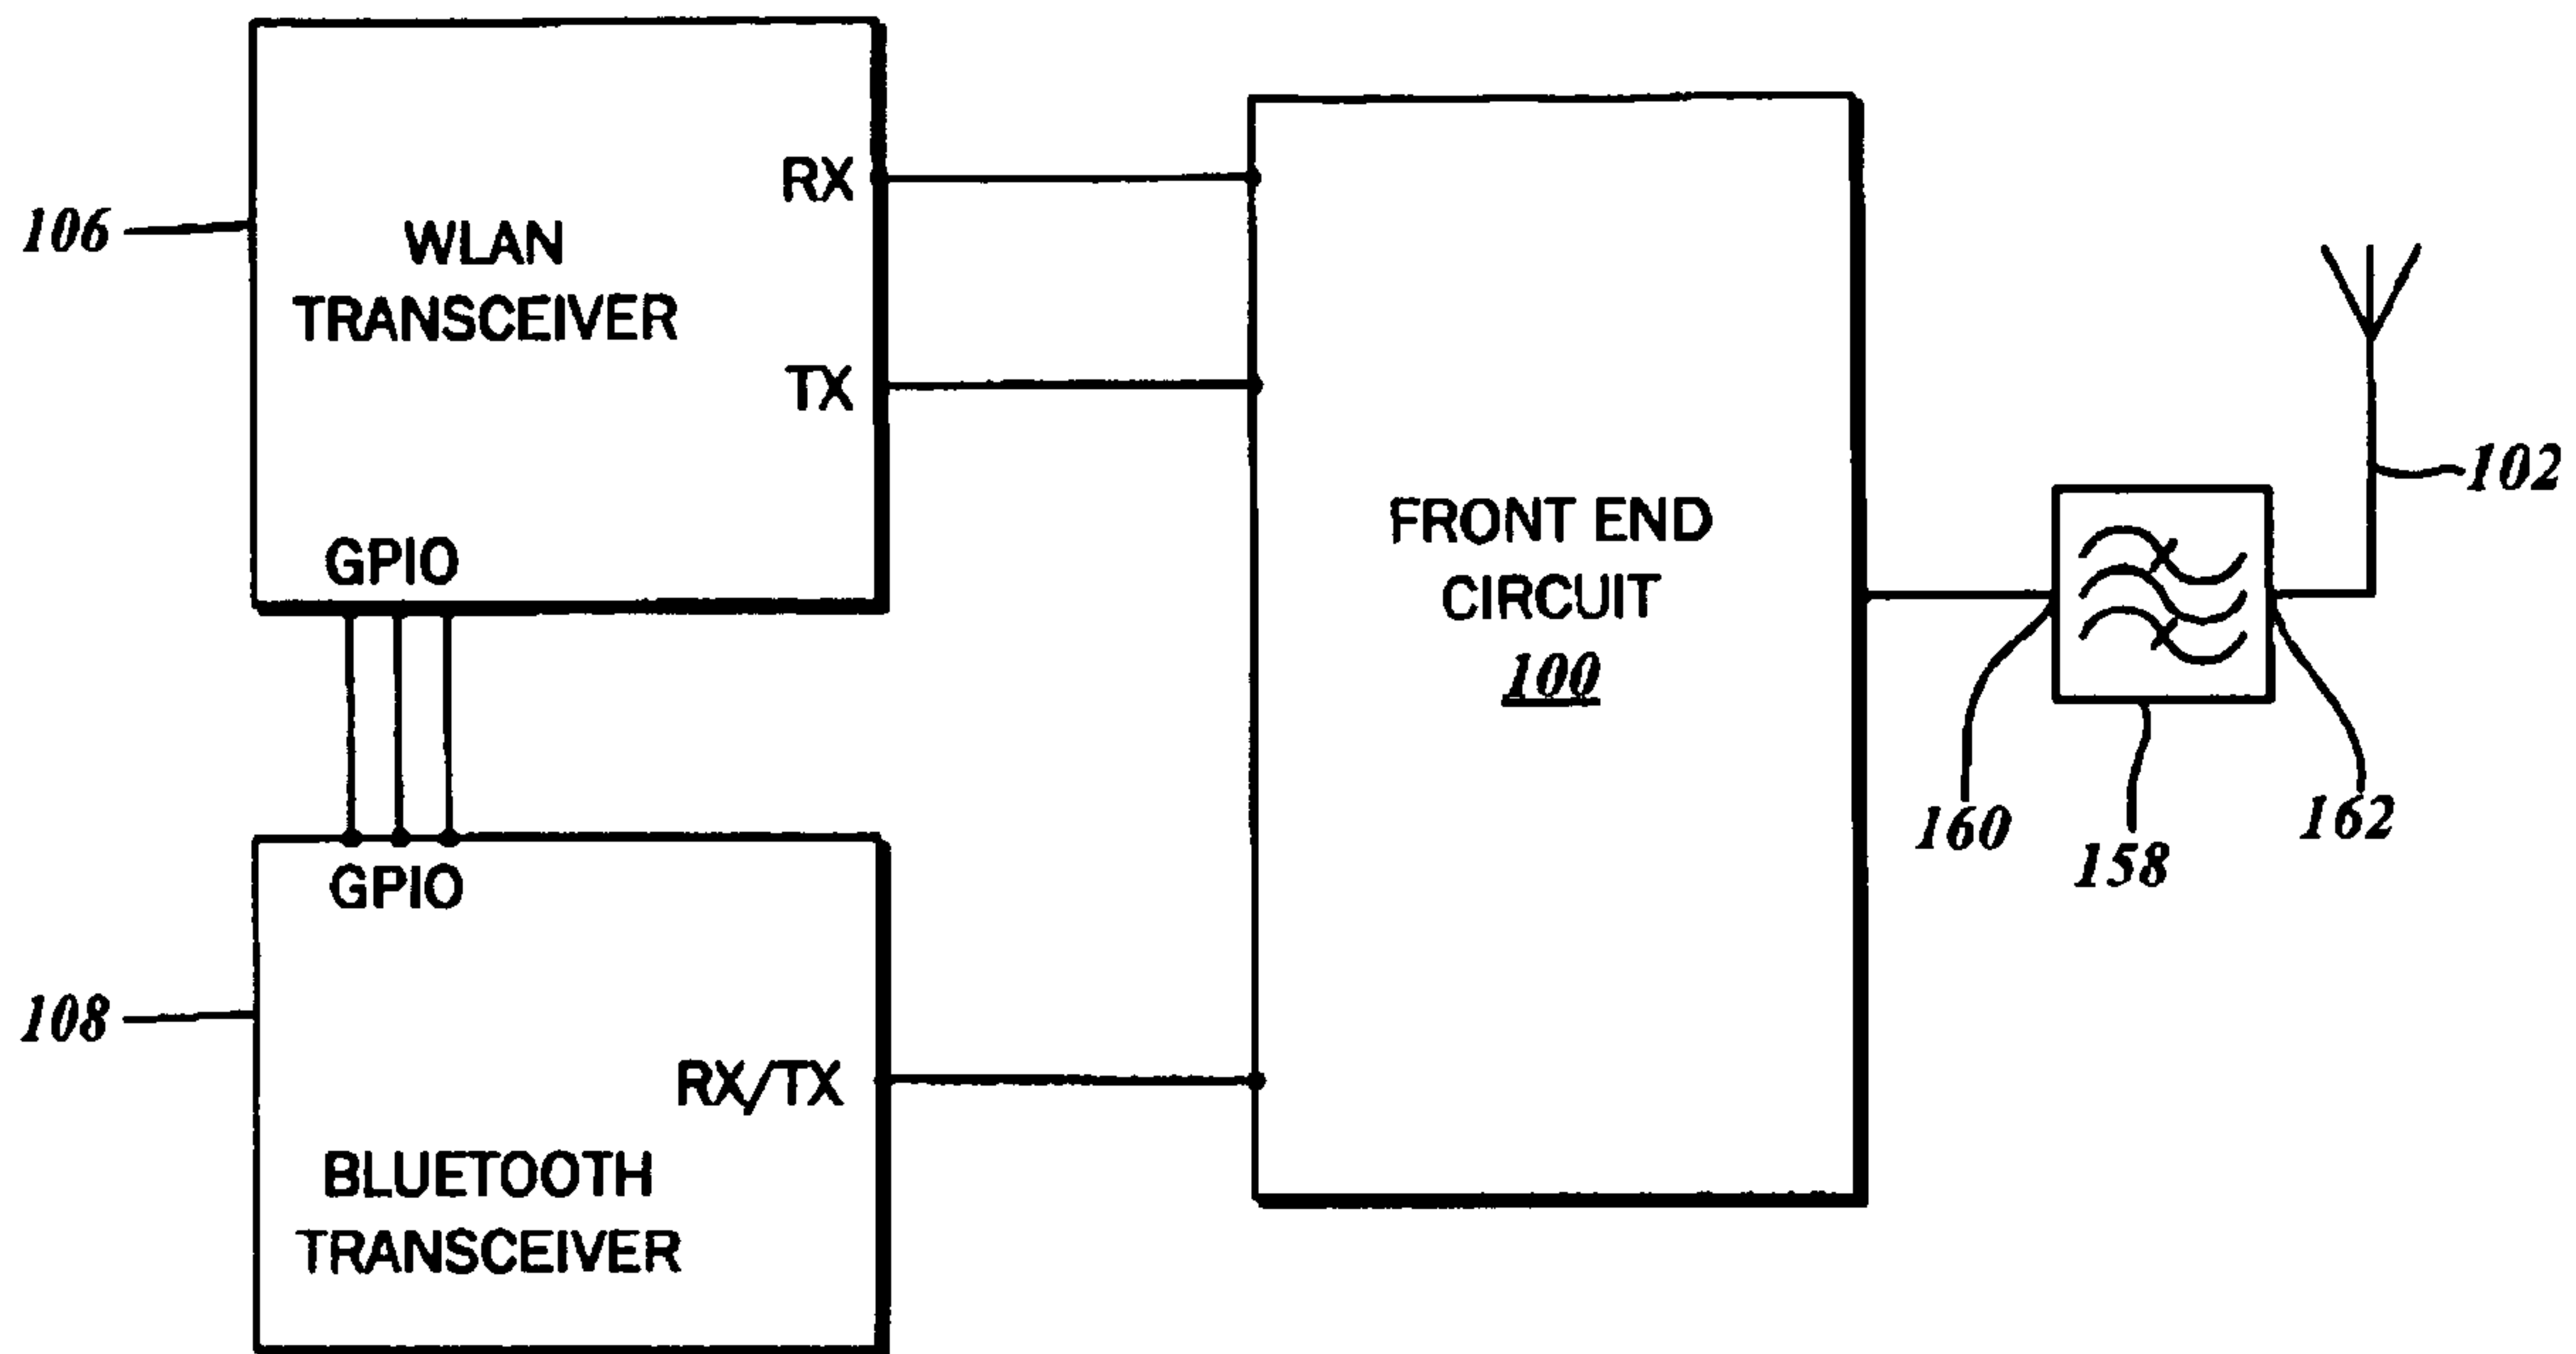 106
WLAN
TRANSCEIVER
RX
TX
GPIO
GPIO
108
RX/TX
BLUETOOTH
TRANSCEIVER
FRONT END
CIRCUIT
100
102
160
158
162